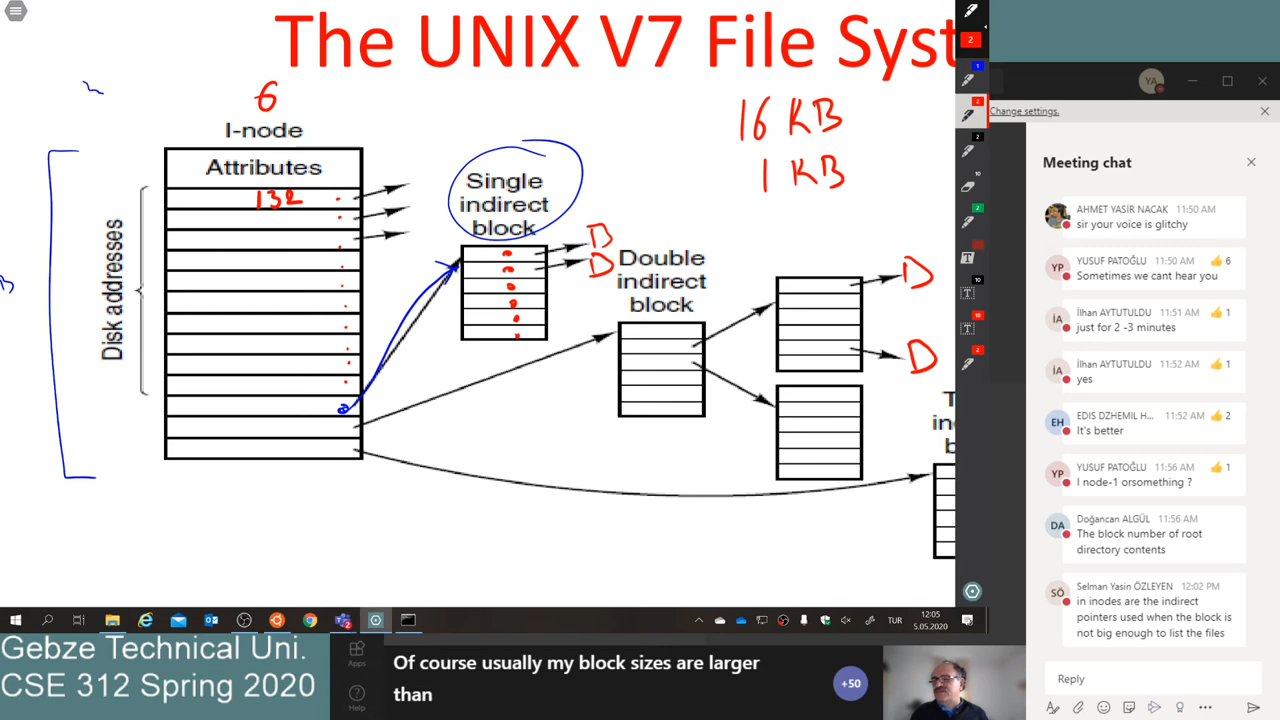 The UNIX V7 File Syst
6
16 KB
1 KB
I-node
Attributes
132
Disk addresses
Single
indirect
block
B
D
Double
indirect
block
D
D
T
in
b
Change settings.
YA
Meeting chat
AHMET YASİR NACAK 11:50 AM
sir your voice is glitchy
YP
YUSUF PATOĞLU 11:50 AM 6
Sometimes we cant hear you
İA
İlhan AYTUTULDU 11:51 AM 1
just for 2 -3 minutes
İA
İlhan AYTUTULDU 11:52 AM 1
yes
EH
EDIS DZHEMIL H... 11:52 AM 2
It's better
YP
YUSUF PATOĞLU 11:56 AM 1
I node-1 orsomething ?
DA
Doğancan ALGÜL 11:56 AM
The block number of root
directory contents
SÖ
Selman Yasin ÖZLEYEN 12:02 PM
in inodes are the indirect
pointers used when the block is
not big enough to list the files
Reply
TUR
12:05
5.05.2020
Gebze Technical Uni.
CSE 312 Spring 2020
Apps
Help
Of course usually my block sizes are larger
than
+50